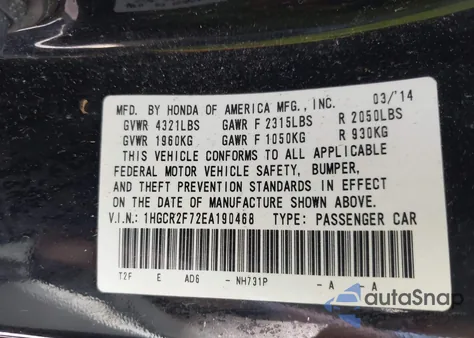 MFD. BY HONDA OF AMERICA MFG., INC. 03/'14
GVWR 4321LBS GAWR F 2315LBS R 2050LBS
GVWR 1960KG GAWR F 1050KG R 930KG
THIS VEHICLE CONFORMS TO ALL APPLICABLE
FEDERAL MOTOR VEHICLE SAFETY, BUMPER,
AND THEFT PREVENTION STANDARDS IN EFFECT
ON THE DATE OF MANUFACTURE SHOWN ABOVE.
V.I.N.: 1HGCR2F72EA190468 TYPE: PASSENGER CAR
T2F E AD6 -NH731P -A -A
autoSnap